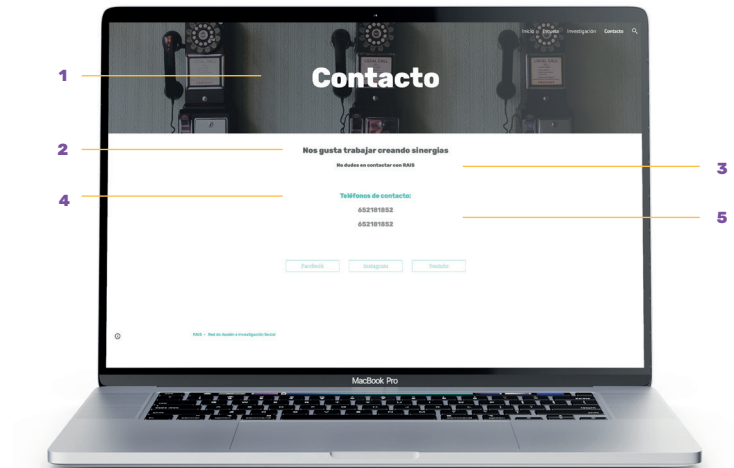 Inicio Escuela Investigación Contacto
1
Contacto
2
Nos gusta trabajar creando sinergias
No dudes en contactar con RAIS
3
4
Teléfonos de contacto:
652181852
5
652181852
Facebook Instagram Youtube
RAIS - Red de Acción e Investigación Social
MacBook Pro